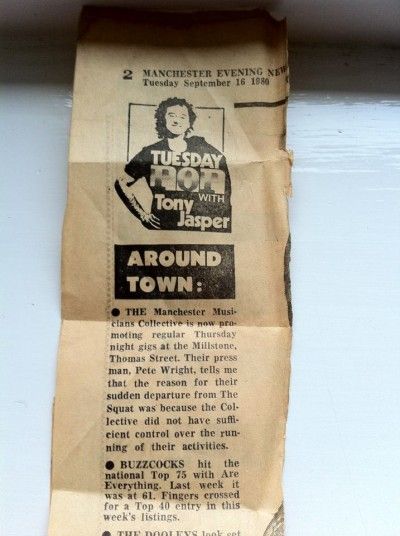 2 MANCHESTER EVENING NEW
Tuesday September 16 1980
TUESDAY
POP
WITH
Tony
Jasper
AROUND
TOWN:
● THE Manchester Musi-
cians Collective is now pro-
moting regular Thursday
night gigs at the Millstone,
Thomas Street. Their press
man, Pete Wright, tells me
that the reason for their
sudden departure from The
Squat was because the Col-
lective did not have suffi-
cient control over the run-
ning of their activities.
● BUZZCOCKS hit the
national Top 75 with Are
Everything. Last week it
was at 61. Fingers crossed
for a Top 40 entry in this
week's listings.
● THE DOOLEYS look set